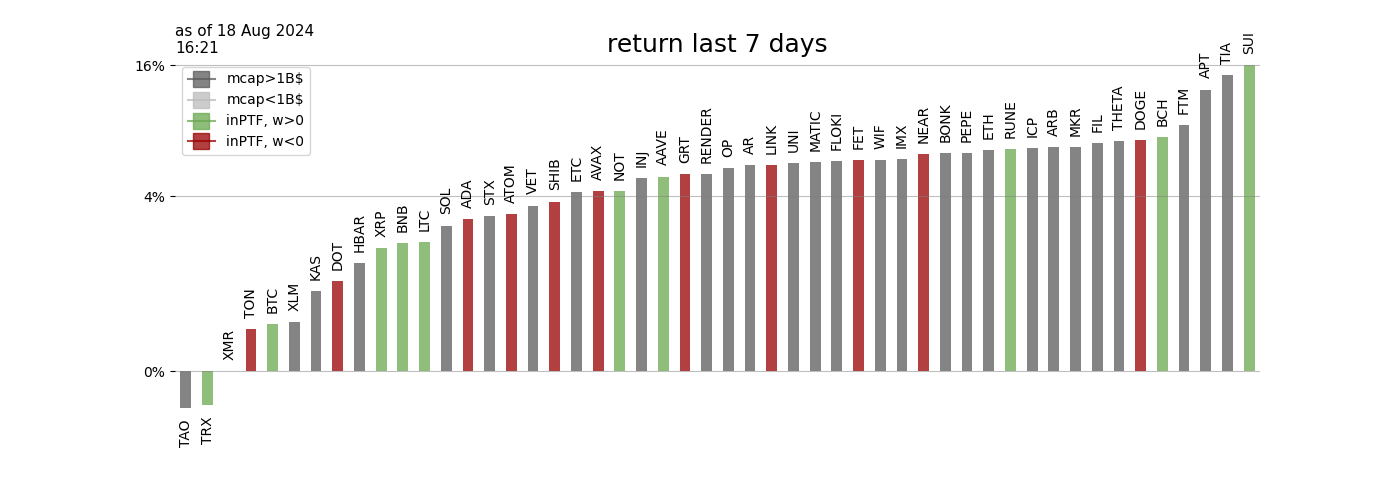 as of 18 Aug 2024
16:21
return last 7 days
16%
4%
0%
mcap>1B$
mcap<1B$
inPTF, w>0
inPTF, w<0
TAO
TRX
XMR
TON
BTC
XLM
KAS
DOT
HBAR
XRP
BNB
LTC
SOL
ADA
STX
ATOM
VET
SHIB
ETC
AVAX
NOT
INJ
AAVE
GRT
RENDER
OP
AR
LINK
UNI
MATIC
FLOKI
FET
WIF
IMX
NEAR
BONK
PEPE
ETH
RUNE
ICP
ARB
MKR
FIL
THETA
DOGE
BCH
FTM
APT
TIA
SUI